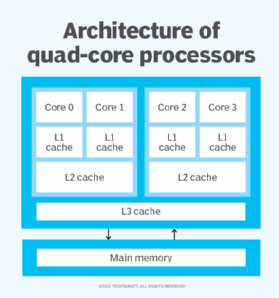 Architecture of
quad-core processors
Core 0
Core 1
Core 2
Core 3
L1
cache
L1
cache
L1
cache
L1
cache
L2 cache
L2 cache
L3 cache
Main memory
©2020 TECHTARGET. ALL RIGHTS RESERVED